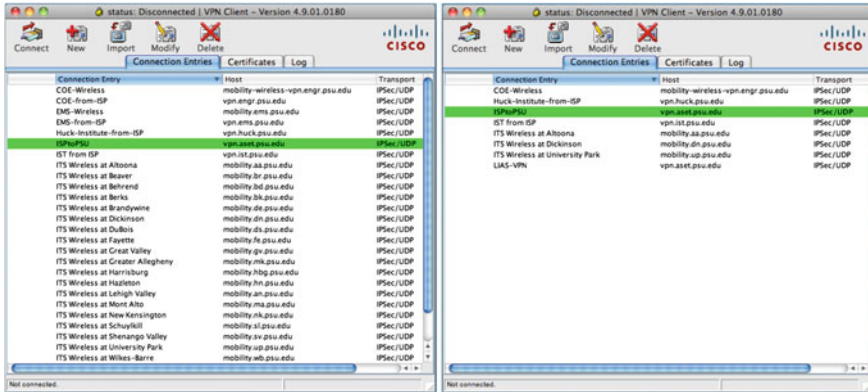 status: Disconnected | VPN Client - Version 4.9.01.0180
Connect New Import Modify Delete CISCO
Connection Entries Certificates Log
Connection Entry Host Transport
COE-Wireless mobility-wireless-vpn.engr.psu.edu IPSec/UDP
COE-from-ISP vpn.engr.psu.edu IPSec/UDP
EMS-Wireless mobility.ems.psu.edu IPSec/UDP
EMS-from-ISP vpn.ems.psu.edu IPSec/UDP
Huck-Institute-from-ISP vpn.huck.psu.edu IPSec/UDP
ISPtoPSU vpn.aset.psu.edu IPSec/UDP
IST from ISP vpn.ist.psu.edu IPSec/UDP
ITS Wireless at Altoona mobility.aa.psu.edu IPSec/UDP
ITS Wireless at Beaver mobility.br.psu.edu IPSec/UDP
ITS Wireless at Behrend mobility.bd.psu.edu IPSec/UDP
ITS Wireless at Berks mobility.bk.psu.edu IPSec/UDP
ITS Wireless at Brandywine mobility.de.psu.edu IPSec/UDP
ITS Wireless at Dickinson mobility.dn.psu.edu IPSec/UDP
ITS Wireless at DuBois mobility.ds.psu.edu IPSec/UDP
ITS Wireless at Fayette mobility.fe.psu.edu IPSec/UDP
ITS Wireless at Great Valley mobility.gv.psu.edu IPSec/UDP
ITS Wireless at Greater Allegheny mobility.mk.psu.edu IPSec/UDP
ITS Wireless at Harrisburg mobility.hbg.psu.edu IPSec/UDP
ITS Wireless at Hazleton mobility.hn.psu.edu IPSec/UDP
ITS Wireless at Lehigh Valley mobility.an.psu.edu IPSec/UDP
ITS Wireless at Mont Alto mobility.ma.psu.edu IPSec/UDP
ITS Wireless at New Kensington mobility.nk.psu.edu IPSec/UDP
ITS Wireless at Schuylkill mobility.sl.psu.edu IPSec/UDP
ITS Wireless at Shenango Valley mobility.sv.psu.edu IPSec/UDP
ITS Wireless at University Park mobility.up.psu.edu IPSec/UDP
ITS Wireless at Wilkes-Barre mobility.wb.psu.edu IPSec/UDP
Not connected.
status: Disconnected | VPN Client - Version 4.9.01.0180
Connect New Import Modify Delete CISCO
Connection Entries Certificates Log
Connection Entry Host Transport
COE-Wireless mobility-wireless-vpn.engr.psu.edu IPSec/UDP
Huck-Institute-from-ISP vpn.huck.psu.edu IPSec/UDP
ISPtoPSU vpn.aset.psu.edu IPSec/UDP
IST from ISP vpn.ist.psu.edu IPSec/UDP
ITS Wireless at Altoona mobility.aa.psu.edu IPSec/UDP
ITS Wireless at Dickinson mobility.dn.psu.edu IPSec/UDP
ITS Wireless at University Park mobility.up.psu.edu IPSec/UDP
LIAS-VPN vpn.aset.psu.edu IPSec/UDP
Not connected.